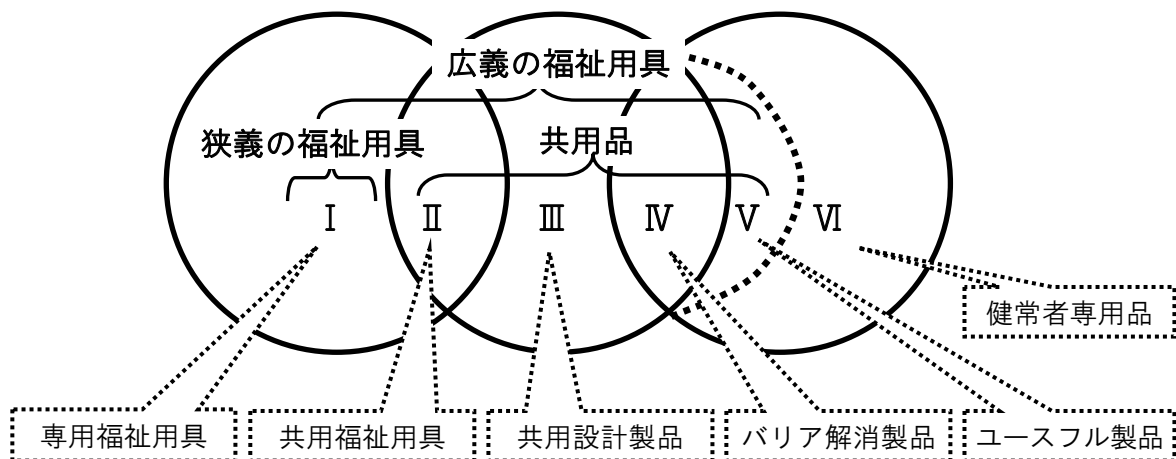 広義の福祉用具
狭義の福祉用具
共用品
Ⅰ
Ⅱ
Ⅲ
Ⅳ
Ⅴ
Ⅵ
健常者専用品
専用福祉用具
共用福祉用具
共用設計製品
バリア解消製品
ユースフル製品